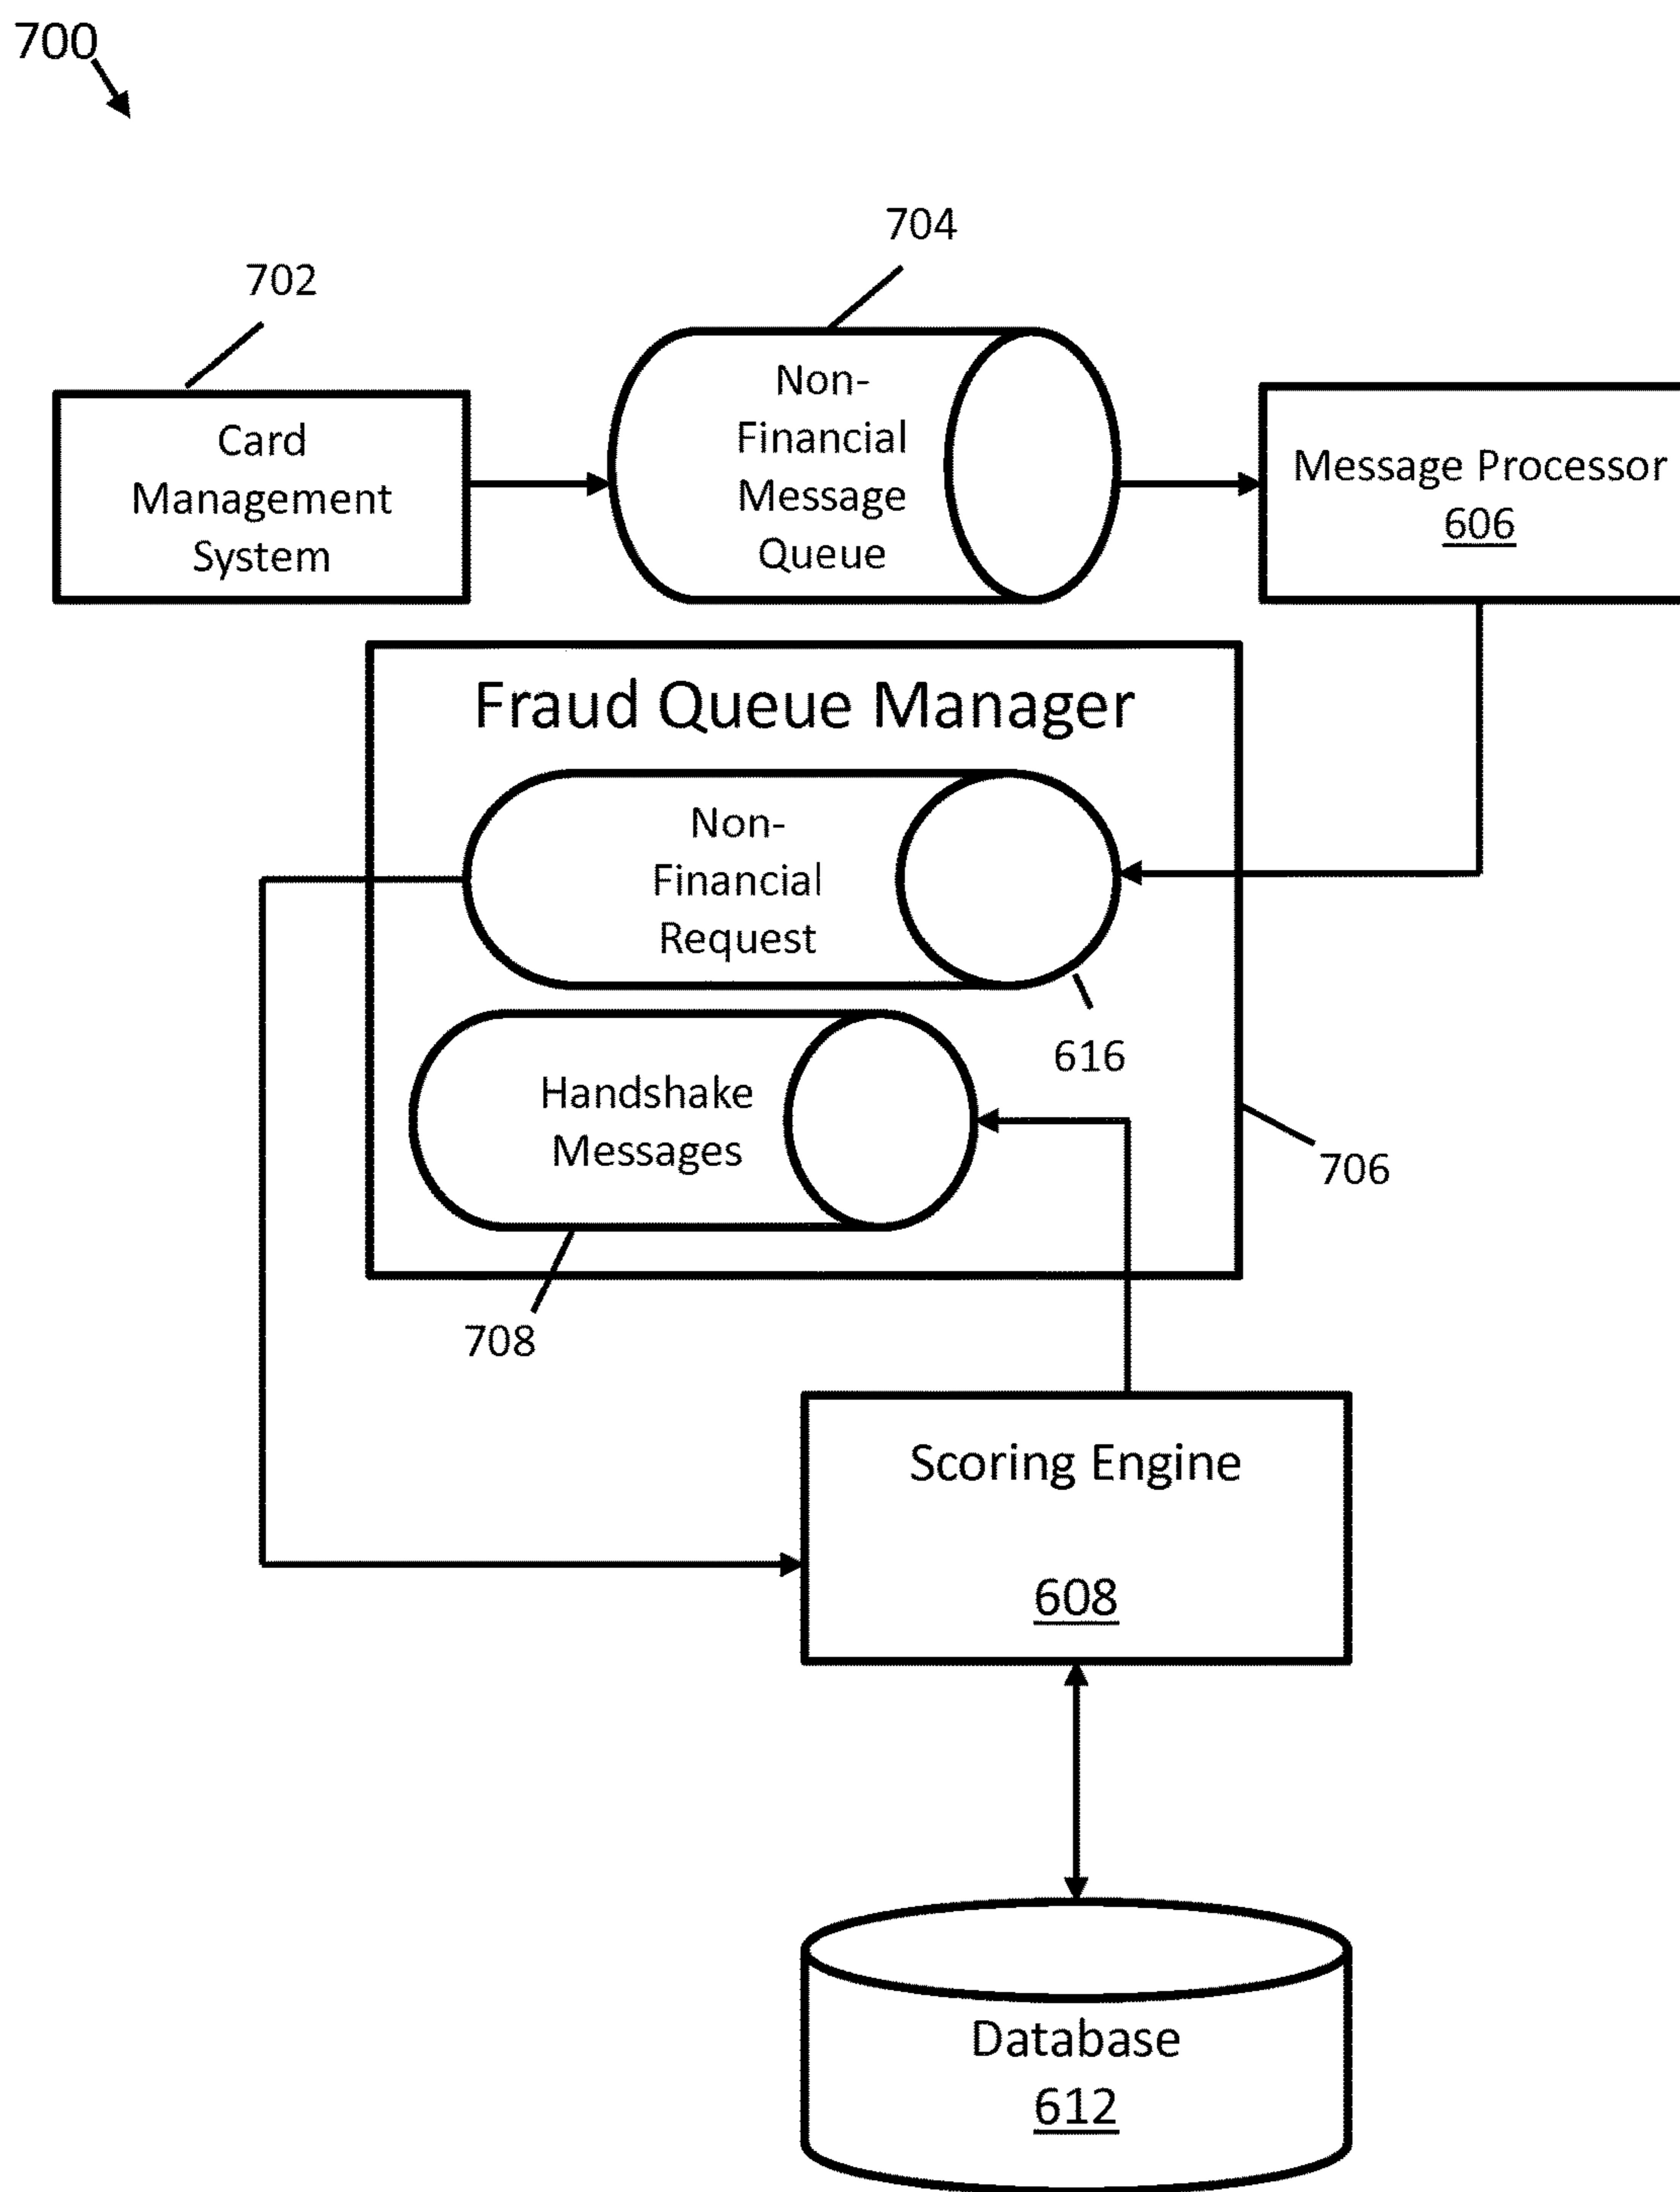 700
704
702
Non-
Financial
Message
Queue
Card
Management
System
Message Processor
606
Fraud Queue Manager
Non-
Financial
Request
616
Handshake
Messages
706
708
Scoring Engine
608
Database
612